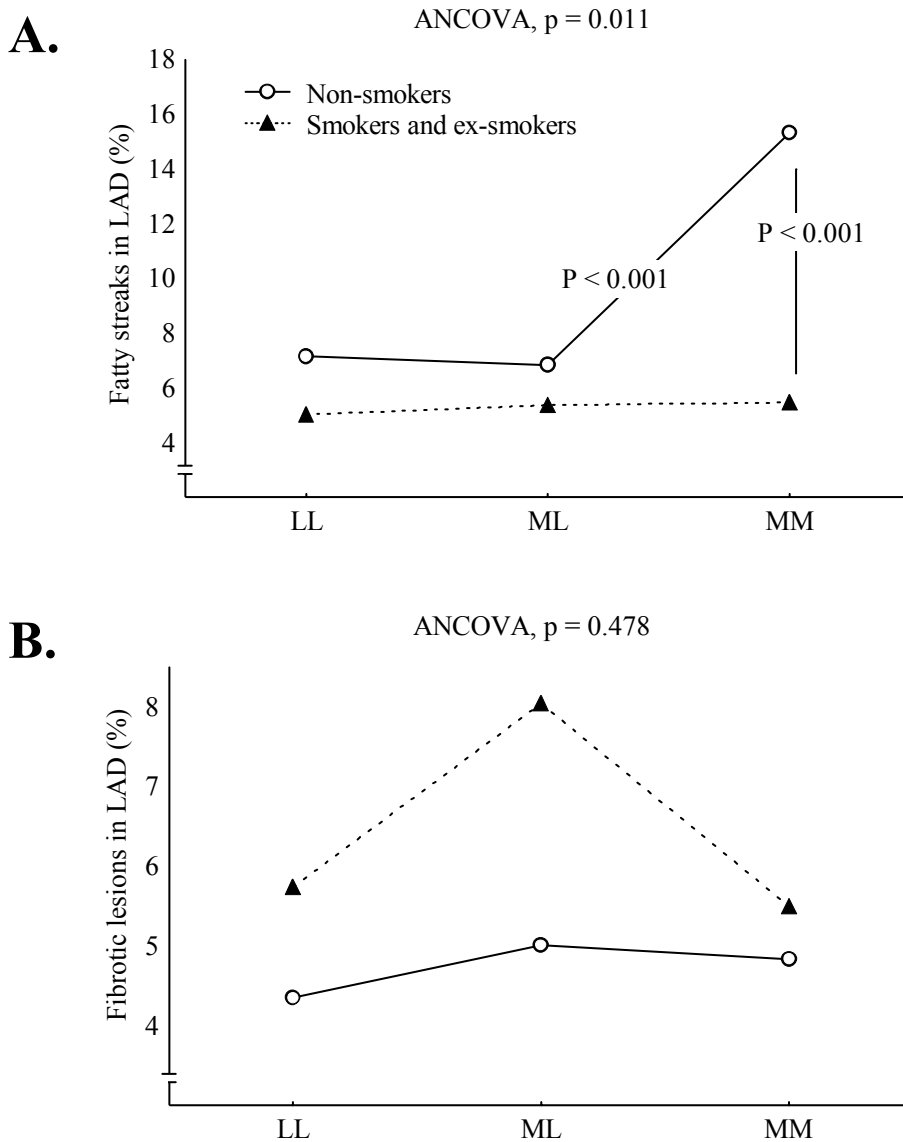 A.
ANCOVA, p = 0.011
Fatty streaks in LAD (%)
18
16
14
12
10
8
6
4
Non-smokers
Smokers and ex-smokers
P < 0.001
P < 0.001
LL ML MM
B.
ANCOVA, p = 0.478
Fibrotic lesions in LAD (%)
8
7
6
5
4
LL ML MM